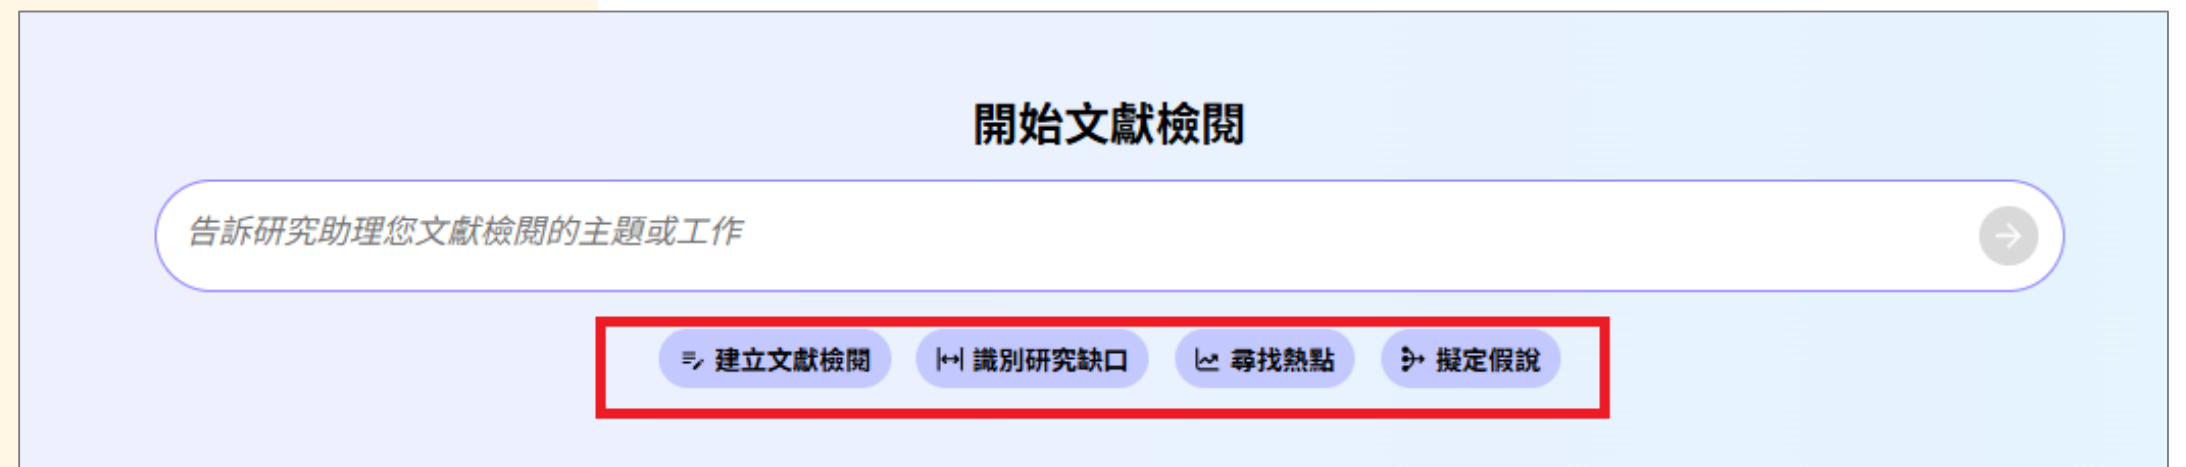 開始文獻檢閱
告訴研究助理您文獻檢閱的主題或工作
建立文獻檢閱 識別研究缺口 尋找熱點 擬定假說